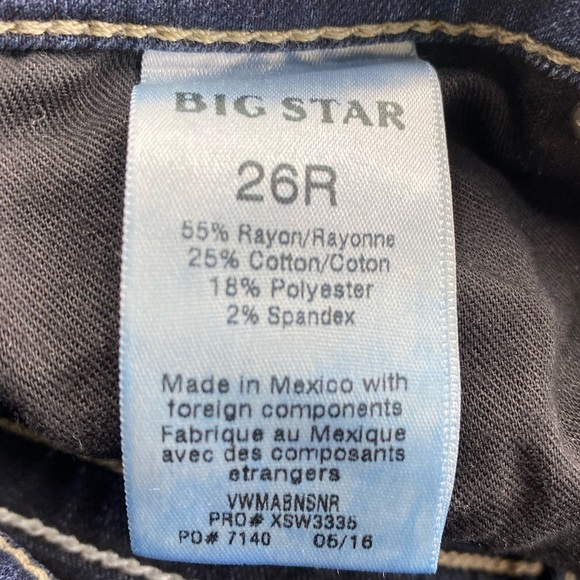 BIG STAR
26R
55% Rayon/Rayonne
25% Cotton/Coton
18% Polyester
2% Spandex
Made in Mexico with
foreign components
Fabrique au Mexique
avec des composants
etrangers
VWMABNSNR
PRO# XSW3335
PO# 7140 05/16